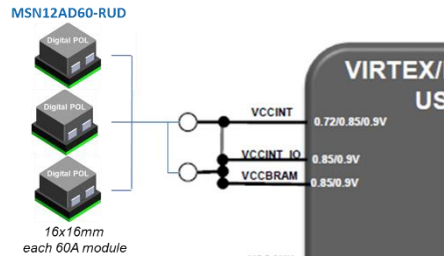 MSN12AD60-RUD
Digital POL
Digital POL
Digital POL
16x16mm
each 60A module
VCCINT
VCCINT_IO
VCCBRAM
VIRTEX/
US
0.72/0.85/0.9V
0.85/0.9V
0.85/0.9V